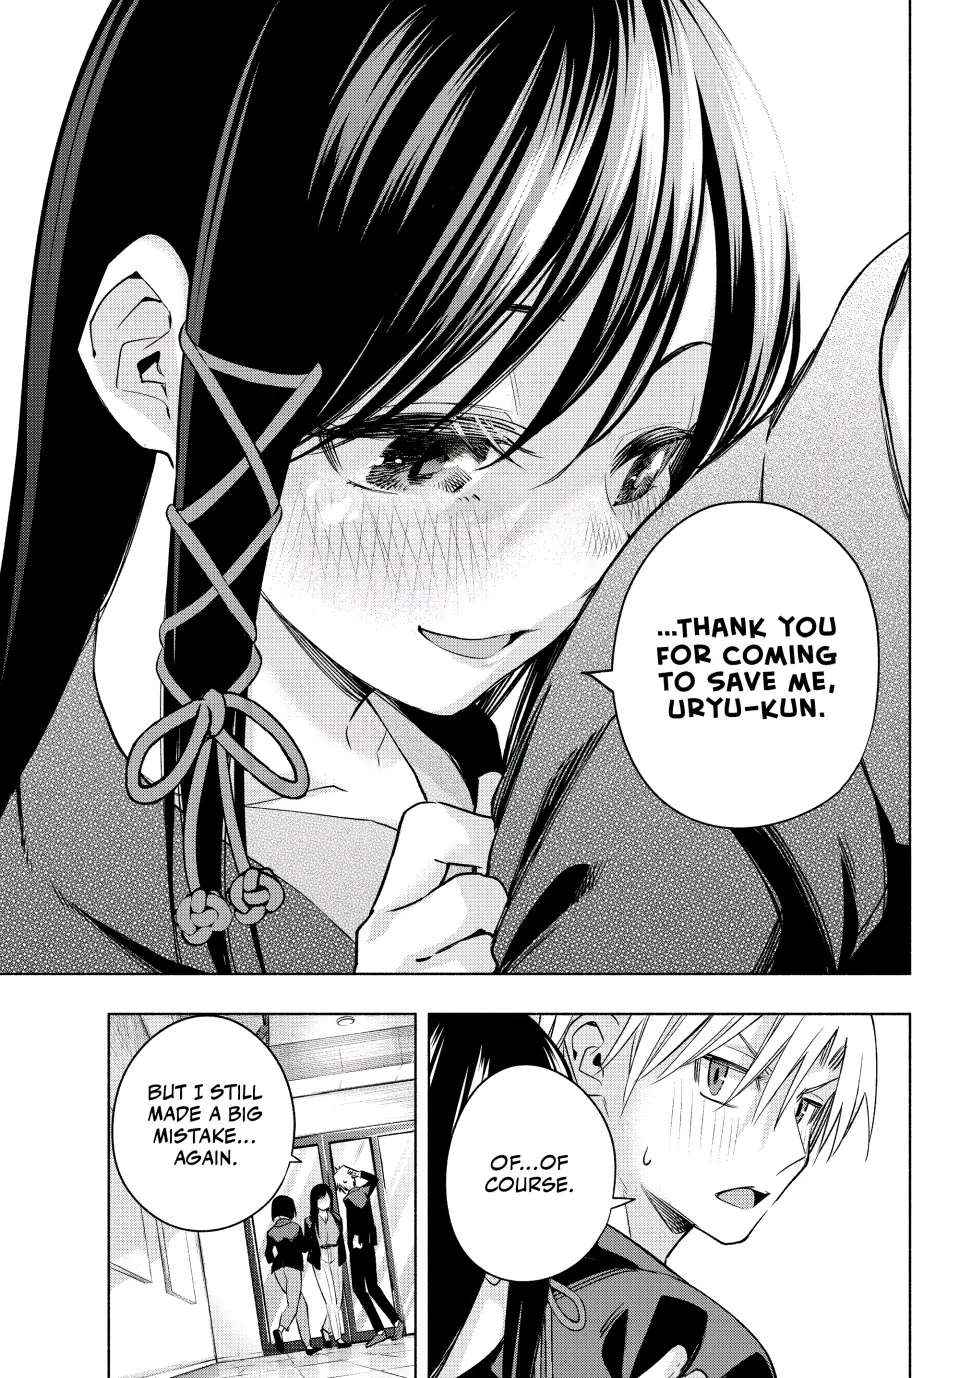 ...THANK YOU
FOR COMING
TO SAVE ME,
URYU-KUN.
OF...OF
COURSE.
BUT I STILL
MADE A BIG
MISTAKE...
AGAIN.